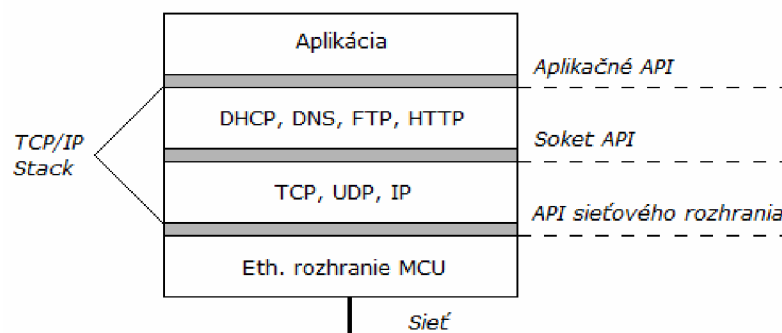 Aplikácia
Aplikačné API
DHCP, DNS, FTP, HTTP
TCP/IP
Stack
Soket API
TCP, UDP, IP
API sieťového rozhrania
Eth. rozhranie MCU
Sieť